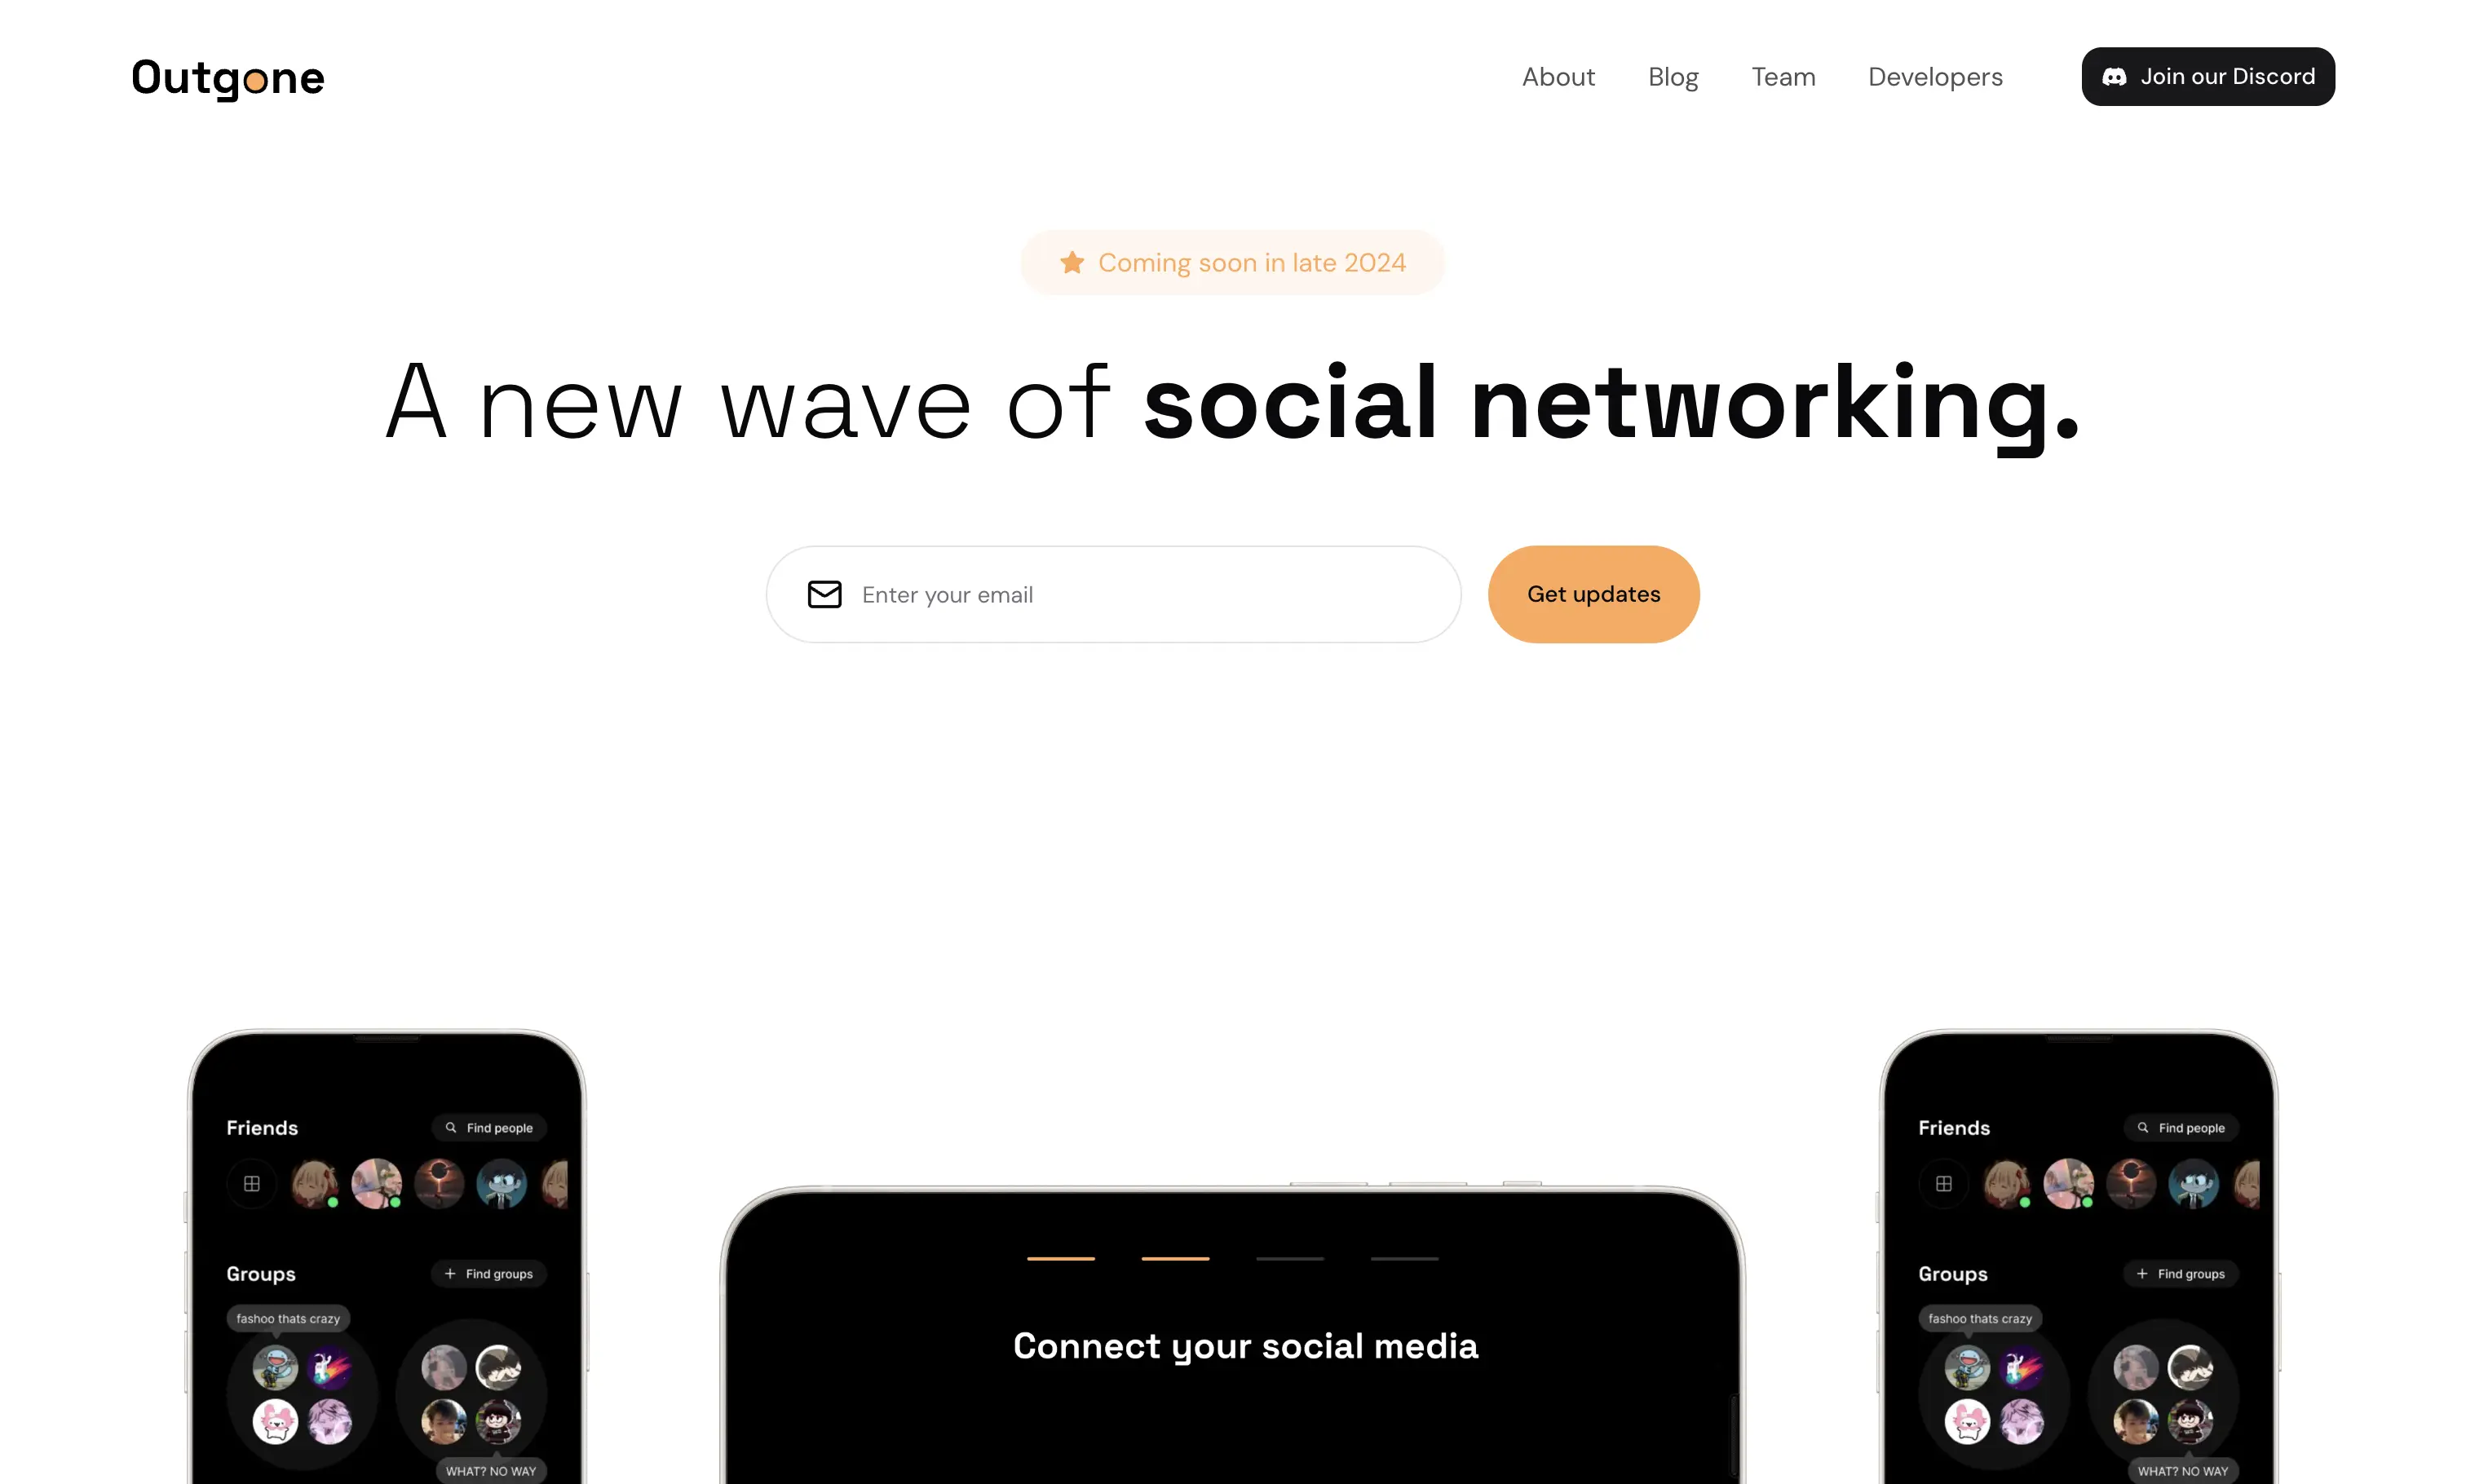 Outgone
About
Blog
Team
Developers
Join our Discord
Coming soon in late 2024
A new wave of social networking.
Enter your email
Get updates
Friends
Find people
Groups
Find groups
fashoo thats crazy
WHAT? NO WAY
Connect your social media
Friends
Find people
Groups
Find groups
fashoo thats crazy
WHAT? NO WAY